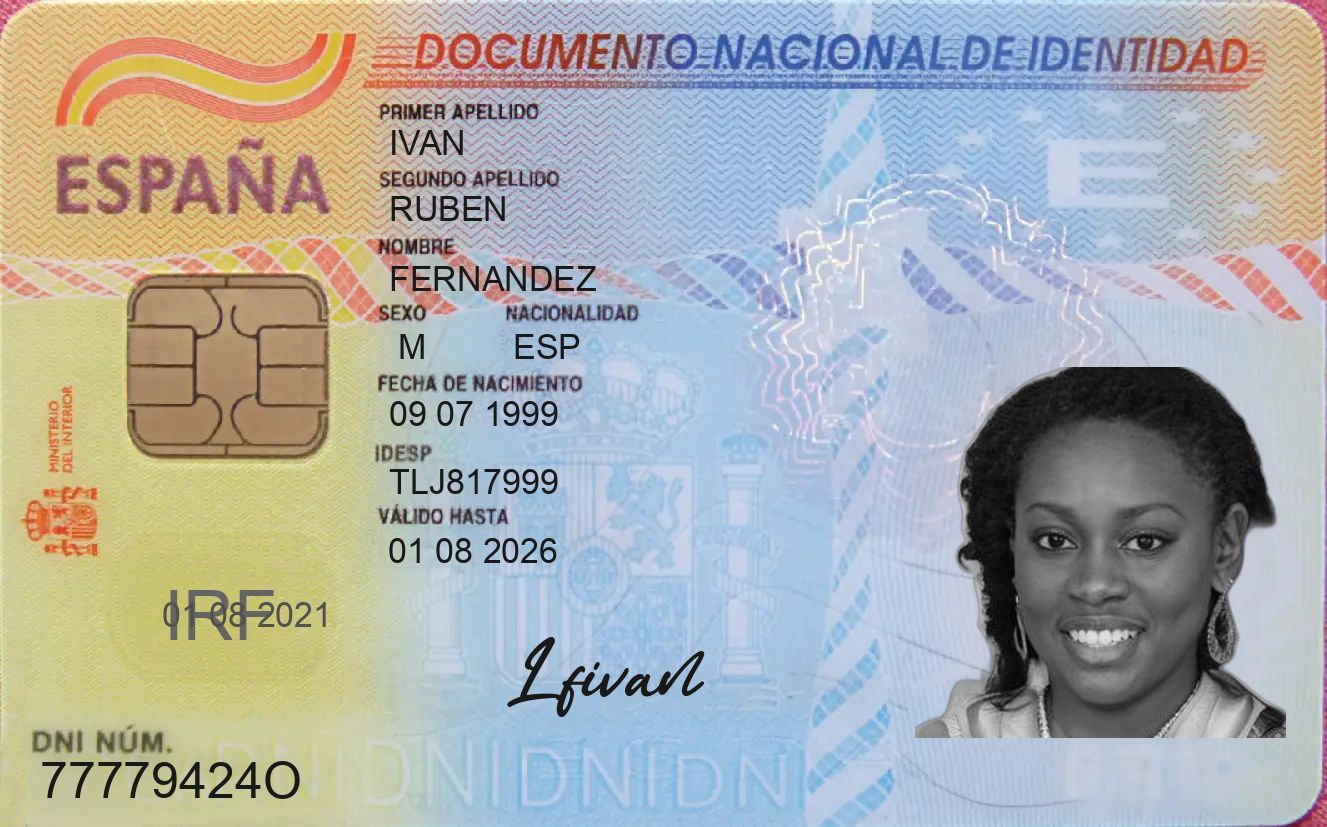 DOCUMENTO NACIONAL DE IDENTIDAD
ESPAÑA
PRIMER APELLIDO
IVAN
SEGUNDO APELLIDO
RUBEN
NOMBRE
FERNANDEZ
SEXO NACIONALIDAD
M ESP
FECHA DE NACIMIENTO
09 07 1999
IDESP
TLJ817999
VÁLIDO HASTA
01 08 2026
MINISTERIO
DEL INTERIOR
E
IRF
01 08 2021
Lfivan
DNI NÚM.
77779424O
DNIDNIDNIDNI